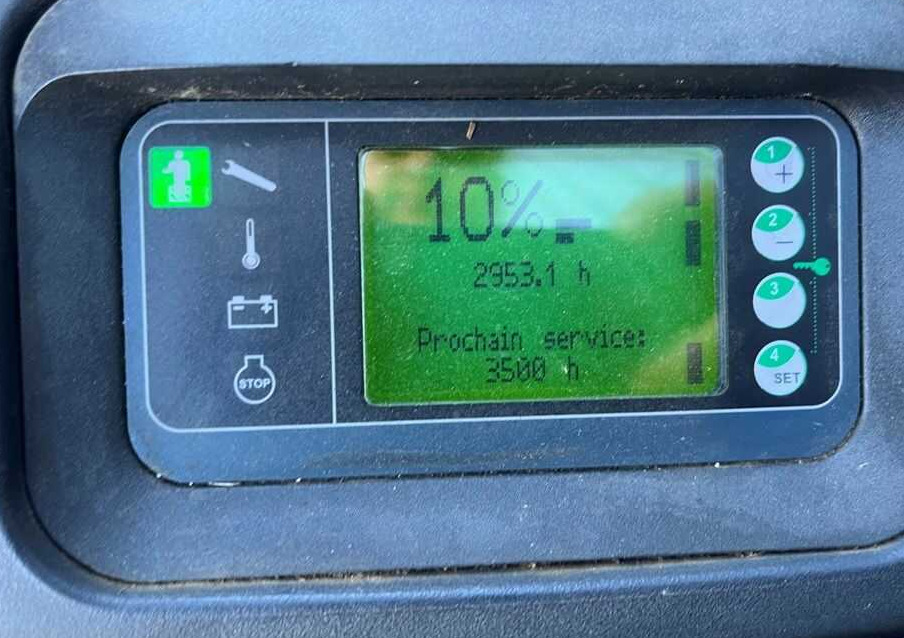 10%
2953.1 h
Prochain service:
3500 h
STOP
1
+
2
−
3
4
SET